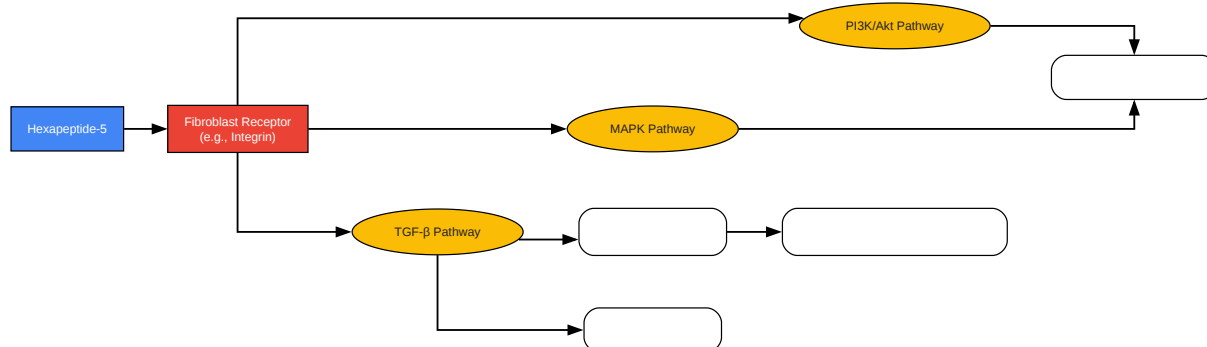 PI3K/Akt Pathway
Hexapeptide-5
Fibroblast Receptor
(e.g., Integrin)
MAPK Pathway
TGF-β Pathway